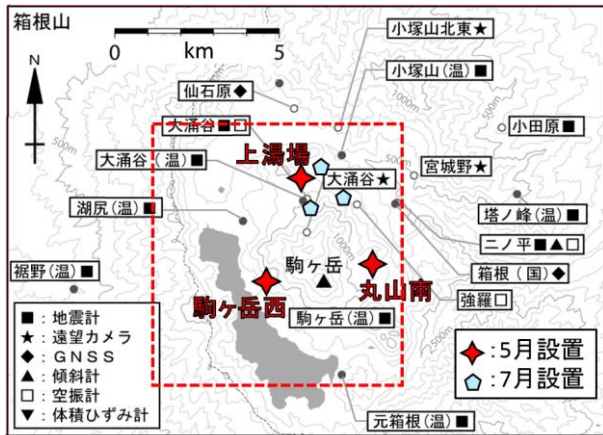 箱根山
0 5
km
N
小塚山北東★
小塚山(温)■
仙石原◆
500m
1000m
500m
大涌谷■□
小田原■
上湯場
大涌谷(温)■
大涌谷★
宮城野★
湖尻(温)■
塔ノ峰(温)■
二ノ平■▲□
裾野(温)■
駒ヶ岳
丸山南
箱根(国)◆
駒ケ岳西
強羅□
駒ヶ岳(温)■
500m
■:地震計
★:遠望カメラ
◆:GNSS
▲:傾斜計
□:空振計
▼:体積ひずみ計
:5月設置
:7月設置
元箱根(温)■